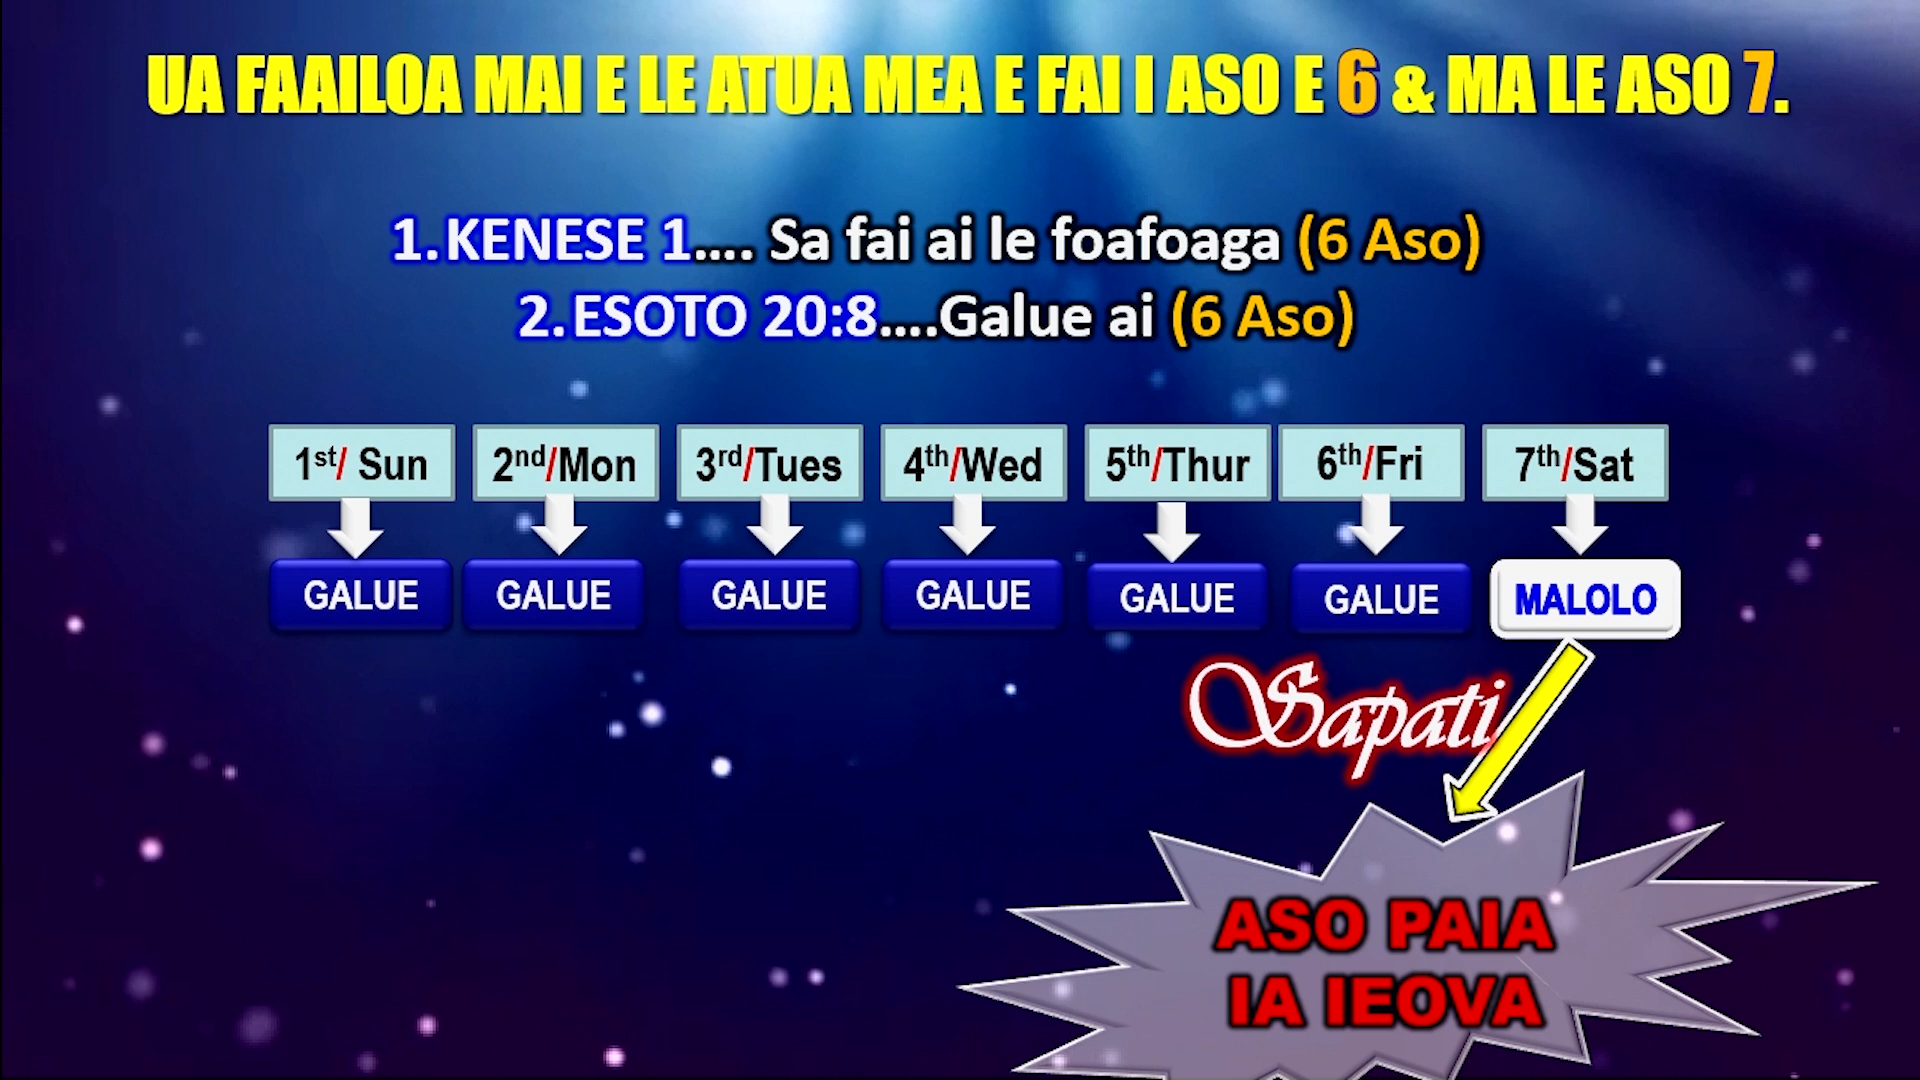 UA FAAILOA MAI E LE ATUA MEA E FAI I ASO E 6 & MA LE ASO 7.
1. KENESE 1.... Sa fai ai le foafoaga (6 Aso)
2. ESOTO 20:8....Galue ai (6 Aso)
1st/ Sun 2nd/Mon 3rd/Tues 4th/Wed 5th/Thur 6th/Fri 7th/Sat
GALUE GALUE GALUE GALUE GALUE GALUE MALOLO
Sapati
ASO PAIA
IA IEOVA